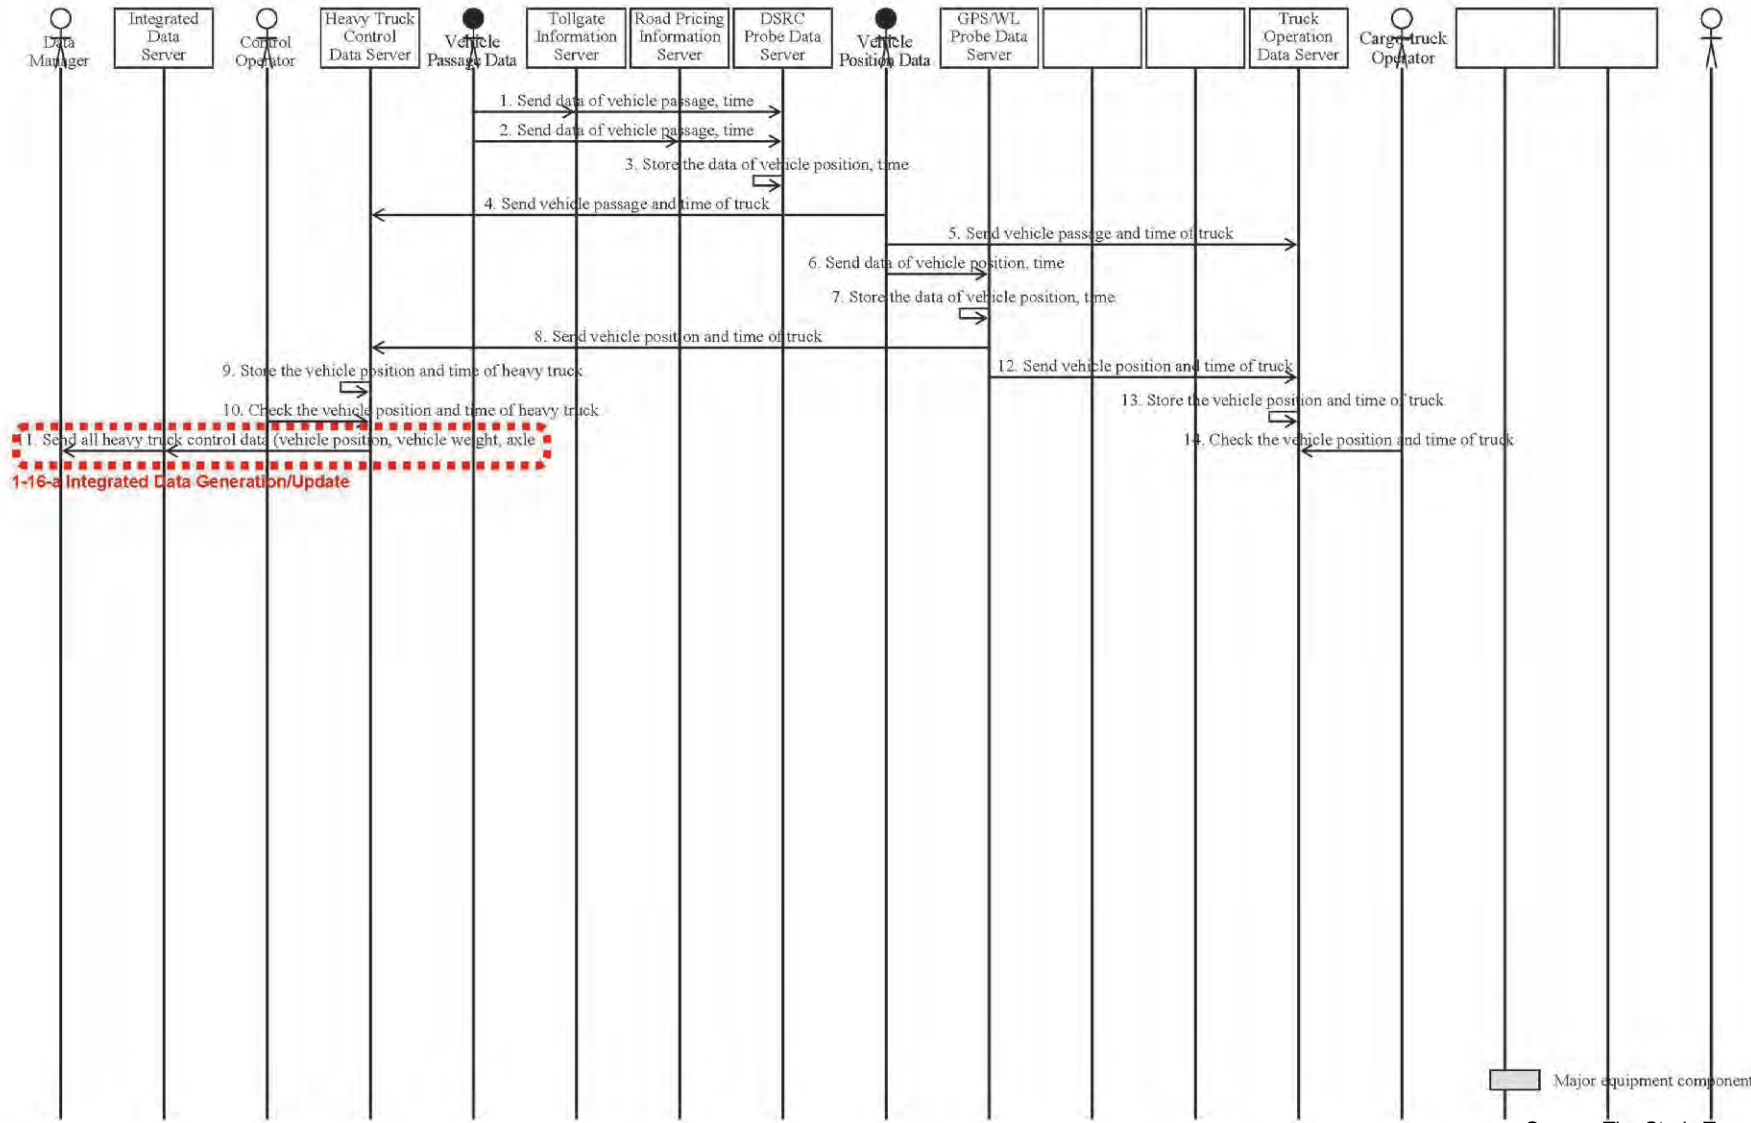 Data
Manager
Integrated
Data
Server
Control
Operator
Heavy Truck
Control
Data Server
Vehicle
Passage Data
Tollgate
Information
Server
Road Pricing
Information
Server
DSRC
Probe Data
Server
Vehicle
Position Data
GPS/WL
Probe Data
Server
Truck
Operation
Data Server
Cargo truck
Operator
1. Send data of vehicle passage, time
2. Send data of vehicle passage, time
3. Store the data of vehicle position, time
4. Send vehicle passage and time of truck
5. Send vehicle passage and time of truck
6. Send data of vehicle position, time
7. Store the data of vehicle position, time
8. Send vehicle position and time of truck
9. Store the vehicle position and time of heavy truck
12. Send vehicle position and time of truck
10. Check the vehicle position and time of heavy truck
13. Store the vehicle position and time of truck
11. Send all heavy truck control data (vehicle position, vehicle weight, axle
14. Check the vehicle position and time of truck
1-16-a Integrated Data Generation/Update
Major equipment component